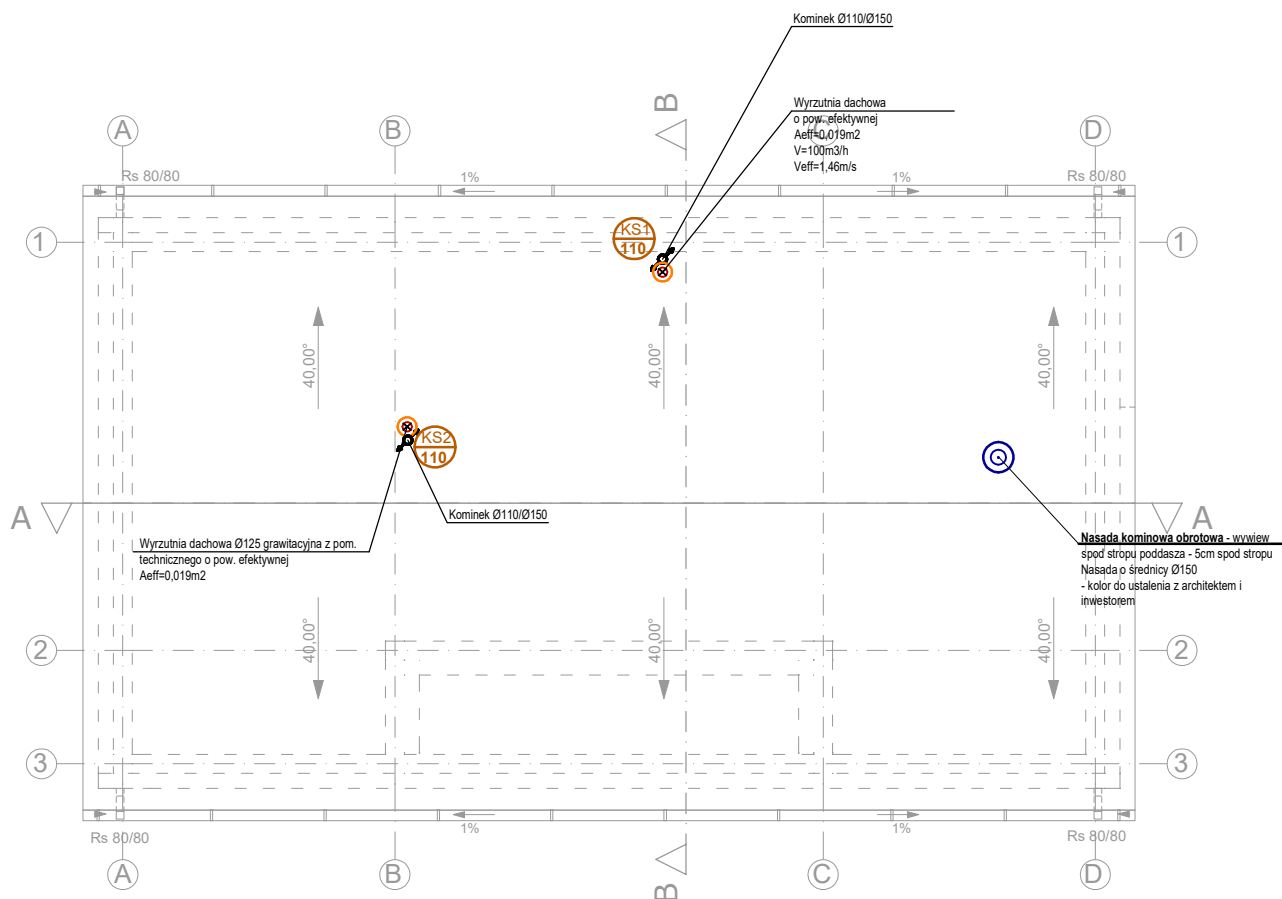 Kominek Ø110/Ø150
Wyrzutnia dachowa
o pow. efektywnej
Aeff=0,019m2
V=100m3/h
Veff=1,46m/s
B
A
B
C
D
Rs 80/80
1%
1%
Rs 80/80
KS1
110
1
1
40,00°
40,00°
40,00°
KS2
110
A
A
Kominek Ø110/Ø150
Wyrzutnia dachowa Ø125 grawitacyjna z pom.
technicznego o pow. efektywnej
Aeff=0,019m2
Nasada kominowa obrotowa - wywiew
spod stropu poddasza - 5cm spod stropu
Nasada o średnicy Ø150
- kolor do ustalenia z architektem i
inwestorem
40,00°
40,00°
40,00°
2
2
3
3
Rs 80/80
1%
1%
Rs 80/80
A
B
B
C
D